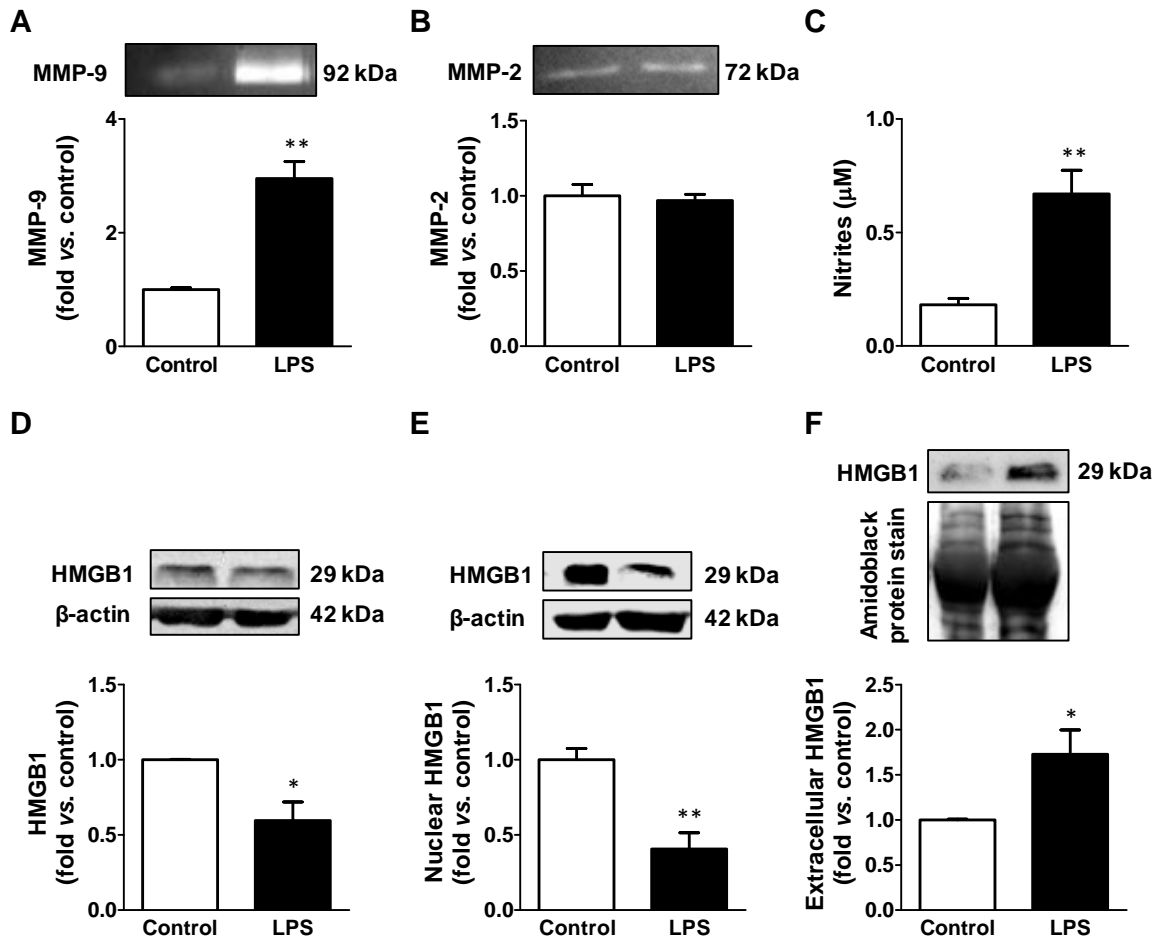 A
MMP-9
92 kDa
MMP-9
(fold vs. control)
4
2
0
**
Control
LPS
B
MMP-2
72 kDa
MMP-2
(fold vs. control)
1.5
1.0
0.5
0.0
Control
LPS
C
Nitrites (µM)
1.0
0.5
0.0
**
Control
LPS
D
HMGB1
29 kDa
β-actin
42 kDa
HMGB1
(fold vs. control)
1.5
1.0
0.5
0.0
*
Control
LPS
E
HMGB1
29 kDa
β-actin
42 kDa
Nuclear HMGB1
(fold vs. control)
1.5
1.0
0.5
0.0
**
Control
LPS
F
HMGB1
29 kDa
Amidoblack
protein stain
Extracellular HMGB1
(fold vs. control)
2.5
2.0
1.5
1.0
0.5
0.0
*
Control
LPS